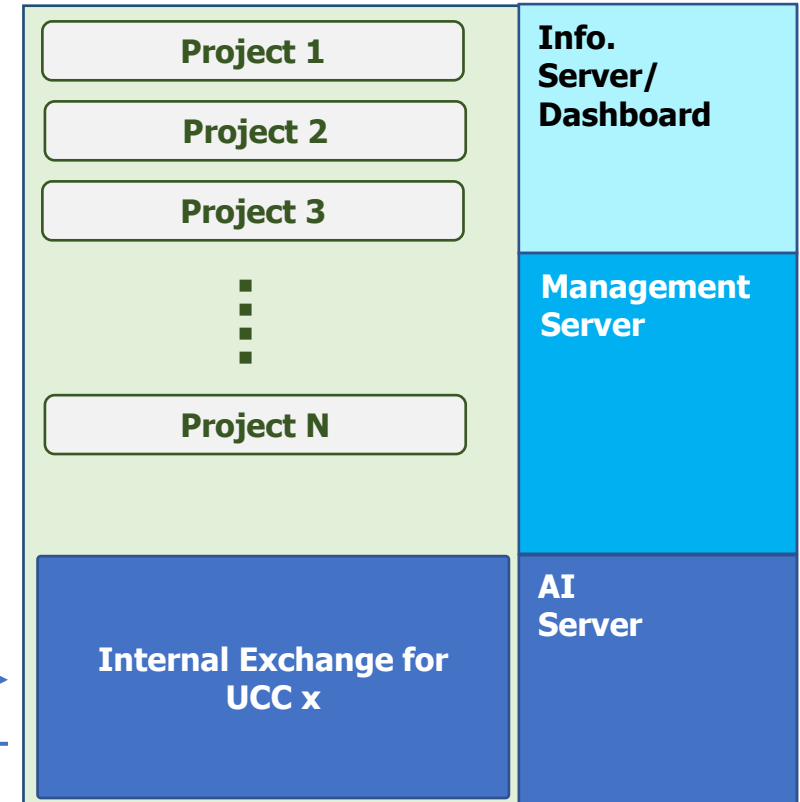 Project 1
Project 2
Project 3
Project N
Internal Exchange for
UCC x
Info.
Server/
Dashboard
Management
Server
AI
Server